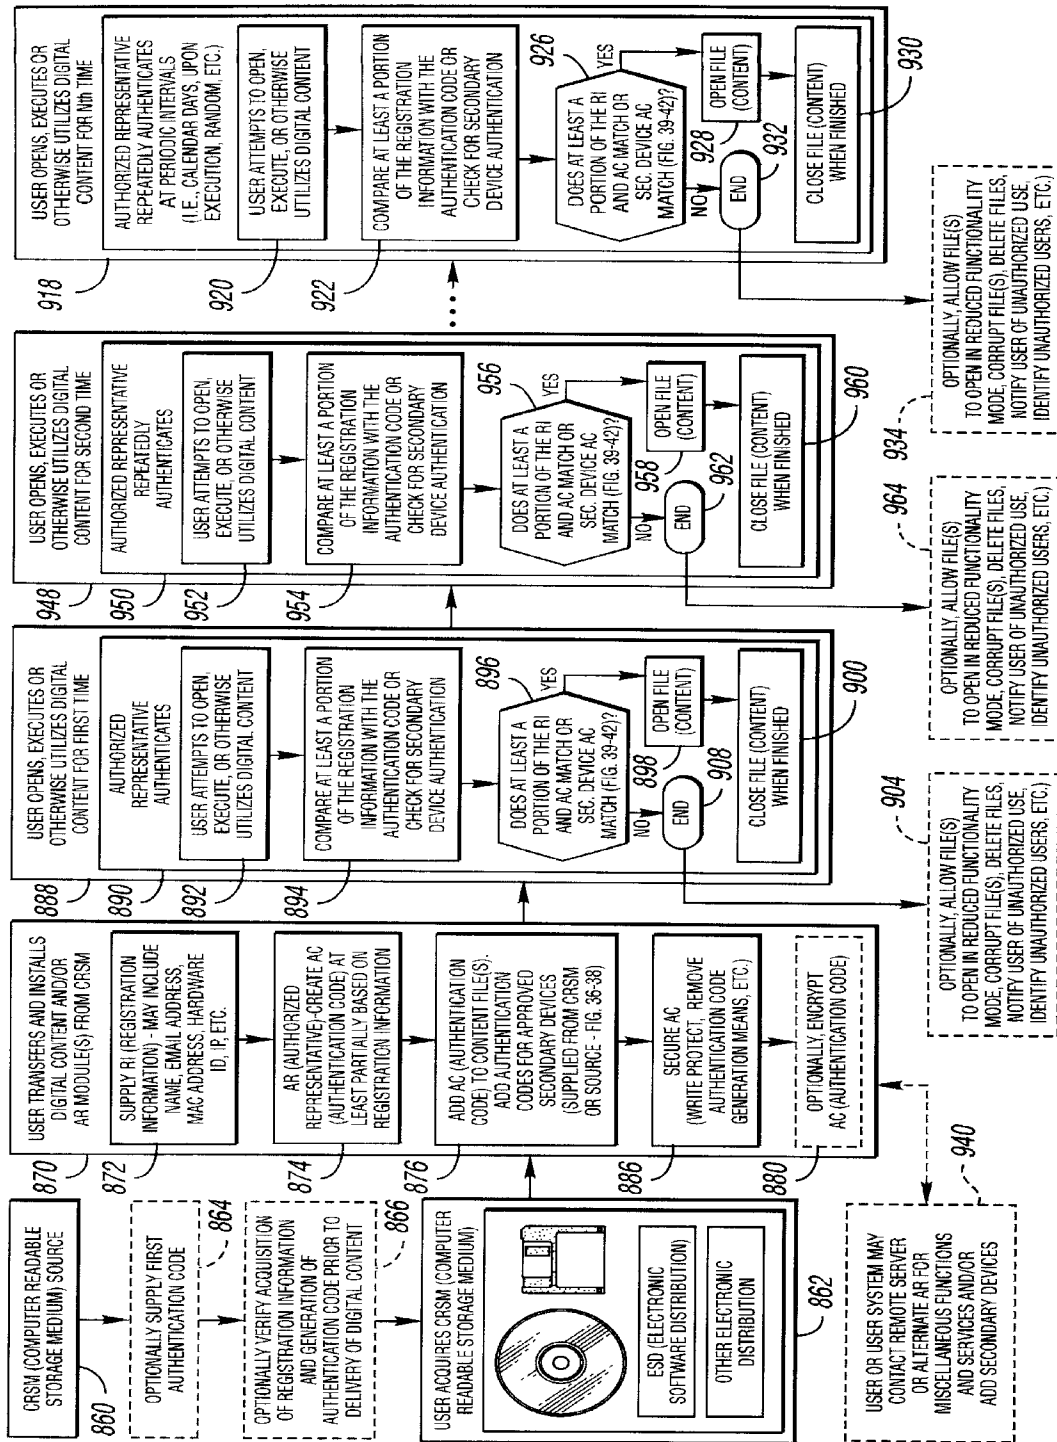 CRSM (COMPUTER READABLE
STORAGE MEDIUM) SOURCE
860
OPTIONALLY SUPPLY FIRST
AUTHENTICATION CODE
864
OPTIONALLY VERIFY ACQUISITION
OF REGISTRATION INFORMATION
AND GENERATION OF
AUTHENTICATION CODE PRIOR TO
DELIVERY OF DIGITAL CONTENT
866
USER ACQUIRES CRSM (COMPUTER
READABLE STORAGE MEDIUM)
ESD (ELECTRONIC
SOFTWARE DISTRIBUTION)
OTHER ELECTRONIC
DISTRIBUTION
862
USER OR USER SYSTEM MAY
CONTACT REMOTE SERVER
OR ALTERNATE AR FOR
MISCELLANEOUS FUNCTIONS
AND SERVICES AND/OR
ADD SECONDARY DEVICES
940
USER TRANSFERS AND INSTALLS
DIGITAL CONTENT AND/OR
AR MODULE(S) FROM CRSM
870
SUPPLY RI (REGISTRATION
INFORMATION) - MAY INCLUDE
NAME, EMAIL ADDRESS,
MAC ADDRESS, HARDWARE
ID, IP, ETC.
872
AR (AUTHORIZED
REPRESENTATIVE)-CREATE AC
(AUTHENTICATION CODE) AT
LEAST PARTIALLY BASED ON
REGISTRATION INFORMATION
874
ADD AC (AUTHENTICATION
CODE) TO CONTENT FILE(S).
ADD AUTHENTICATION
CODES FOR APPROVED
SECONDARY DEVICES
(SUPPLIED FROM CRSM
OR SOURCE - FIG. 36-38)
876
SECURE AC
(WRITE PROTECT, REMOVE
AUTHENTICATION CODE
GENERATION MEANS, ETC.)
886
OPTIONALLY, ENCRYPT
AC (AUTHENTICATION CODE)
880
USER OPENS, EXECUTES OR
OTHERWISE UTILIZES DIGITAL
CONTENT FOR FIRST TIME
888
AUTHORIZED
REPRESENTATIVE
AUTHENTICATES
890
USER ATTEMPTS TO OPEN,
EXECUTE, OR OTHERWISE
UTILIZES DIGITAL CONTENT
892
COMPARE AT LEAST A PORTION
OF THE REGISTRATION
INFORMATION WITH THE
AUTHENTICATION CODE OR
CHECK FOR SECONDARY
DEVICE AUTHENTICATION
894
DOES AT LEAST A
PORTION OF THE RI
AND AC MATCH OR
SEC. DEVICE AC
MATCH (FIG. 39-42)?
896
YES
NO
OPEN FILE
(CONTENT)
898
END
908
CLOSE FILE (CONTENT)
WHEN FINISHED
900
OPTIONALLY, ALLOW FILE(S)
TO OPEN IN REDUCED FUNCTIONALITY
MODE, CORRUPT FILE(S), DELETE FILES,
NOTIFY USER OF UNAUTHORIZED USE,
IDENTIFY UNAUTHORIZED USERS, ETC.)
904
USER OPENS, EXECUTES OR
OTHERWISE UTILIZES DIGITAL
CONTENT FOR SECOND TIME
948
AUTHORIZED REPRESENTATIVE
REPEATEDLY
AUTHENTICATES
950
USER ATTEMPTS TO OPEN,
EXECUTE, OR OTHERWISE
UTILIZES DIGITAL CONTENT
952
COMPARE AT LEAST A PORTION
OF THE REGISTRATION
INFORMATION WITH THE
AUTHENTICATION CODE OR
CHECK FOR SECONDARY
DEVICE AUTHENTICATION
954
DOES AT LEAST A
PORTION OF THE RI
AND AC MATCH OR
SEC. DEVICE AC
MATCH (FIG. 39-42)?
956
YES
NO
OPEN FILE
(CONTENT)
958
END
962
CLOSE FILE (CONTENT)
WHEN FINISHED
960
OPTIONALLY, ALLOW FILE(S)
TO OPEN IN REDUCED FUNCTIONALITY
MODE, CORRUPT FILE(S), DELETE FILES,
NOTIFY USER OF UNAUTHORIZED USE,
IDENTIFY UNAUTHORIZED USERS, ETC.)
964
USER OPENS, EXECUTES OR
OTHERWISE UTILIZES DIGITAL
CONTENT FOR Nth TIME
918
AUTHORIZED REPRESENTATIVE
REPEATEDLY AUTHENTICATES
AT PERIODIC INTERVALS
(I.E., CALENDAR DAYS, UPON
EXECUTION, RANDOM, ETC.)
USER ATTEMPTS TO OPEN,
EXECUTE, OR OTHERWISE
UTILIZES DIGITAL CONTENT
920
COMPARE AT LEAST A PORTION
OF THE REGISTRATION
INFORMATION WITH THE
AUTHENTICATION CODE OR
CHECK FOR SECONDARY
DEVICE AUTHENTICATION
922
DOES AT LEAST A
PORTION OF THE RI
AND AC MATCH OR
SEC. DEVICE AC
MATCH (FIG. 39-42)?
926
YES
NO
OPEN FILE
(CONTENT)
928
END
932
CLOSE FILE (CONTENT)
WHEN FINISHED
930
OPTIONALLY, ALLOW FILE(S)
TO OPEN IN REDUCED FUNCTIONALITY
MODE, CORRUPT FILE(S), DELETE FILES,
NOTIFY USER OF UNAUTHORIZED USE,
IDENTIFY UNAUTHORIZED USERS, ETC.)
934